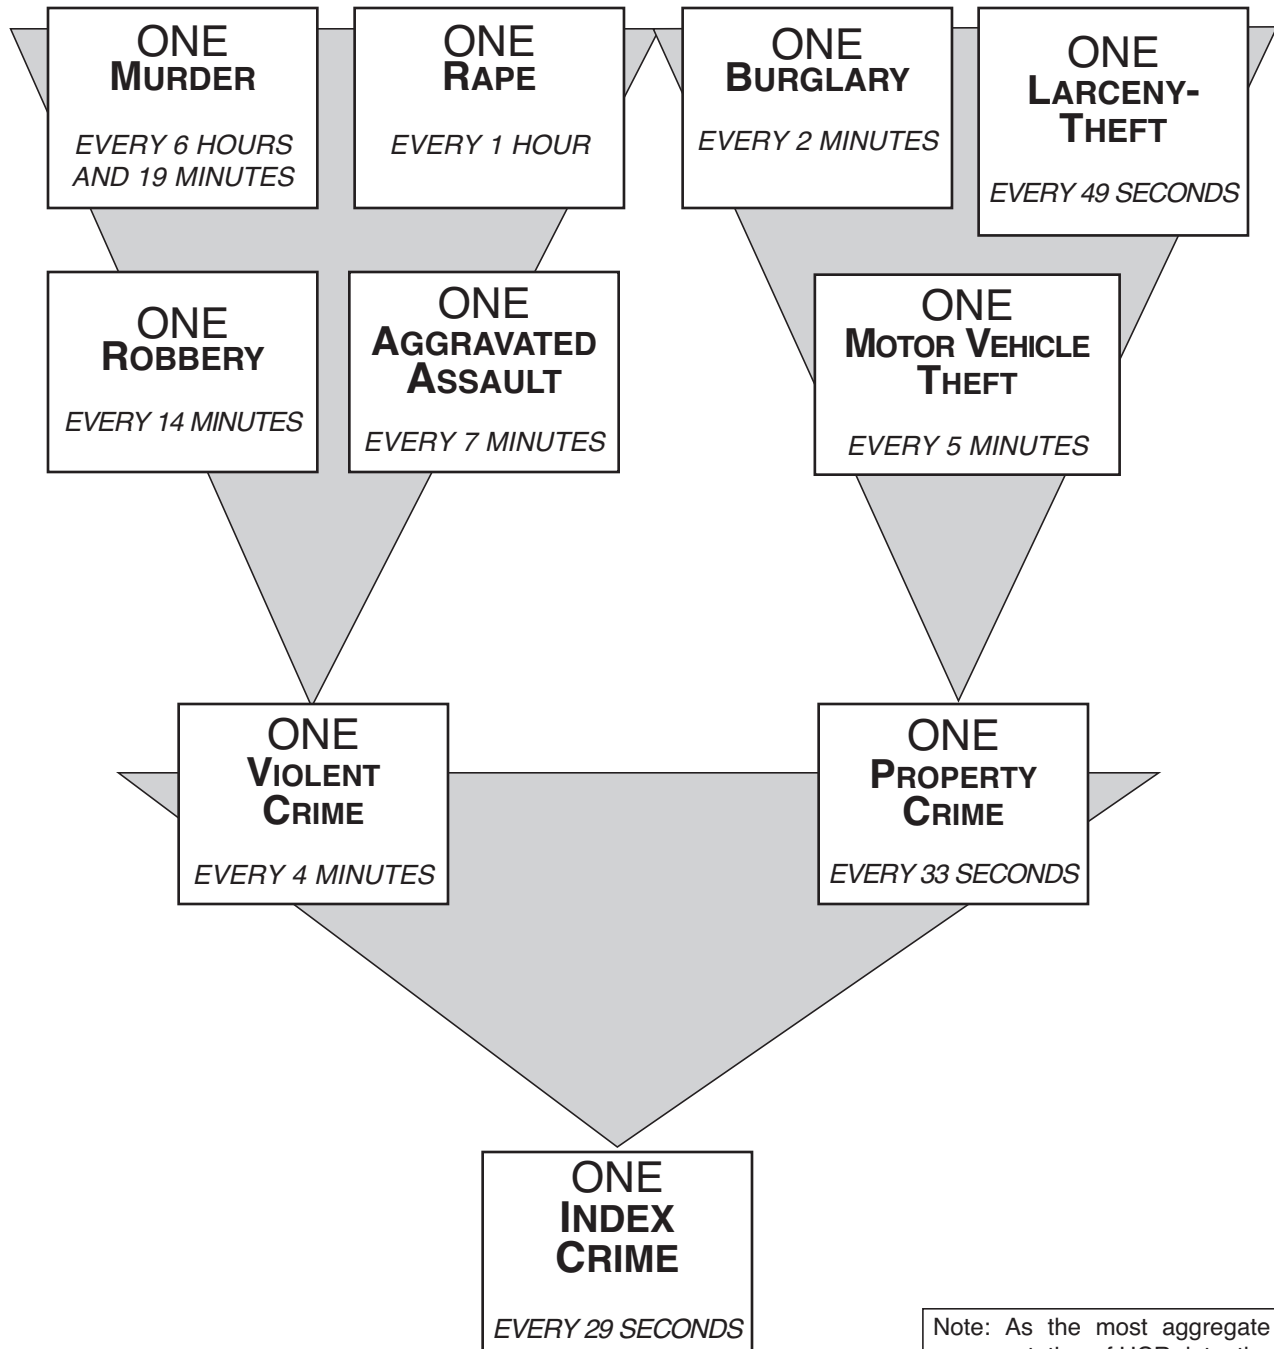 ONE
MURDER
EVERY 6 HOURS
AND 19 MINUTES
ONE
RAPE
EVERY 1 HOUR
ONE
BURGLARY
EVERY 2 MINUTES
ONE
LARCENY-
THEFT
EVERY 49 SECONDS
ONE
ROBBERY
EVERY 14 MINUTES
ONE
AGGRAVATED
ASSAULT
EVERY 7 MINUTES
ONE
MOTOR VEHICLE
THEFT
EVERY 5 MINUTES
ONE
VIOLENT
CRIME
EVERY 4 MINUTES
ONE
PROPERTY
CRIME
EVERY 33 SECONDS
ONE
INDEX
CRIME
EVERY 29 SECONDS
Note: As the most aggregate